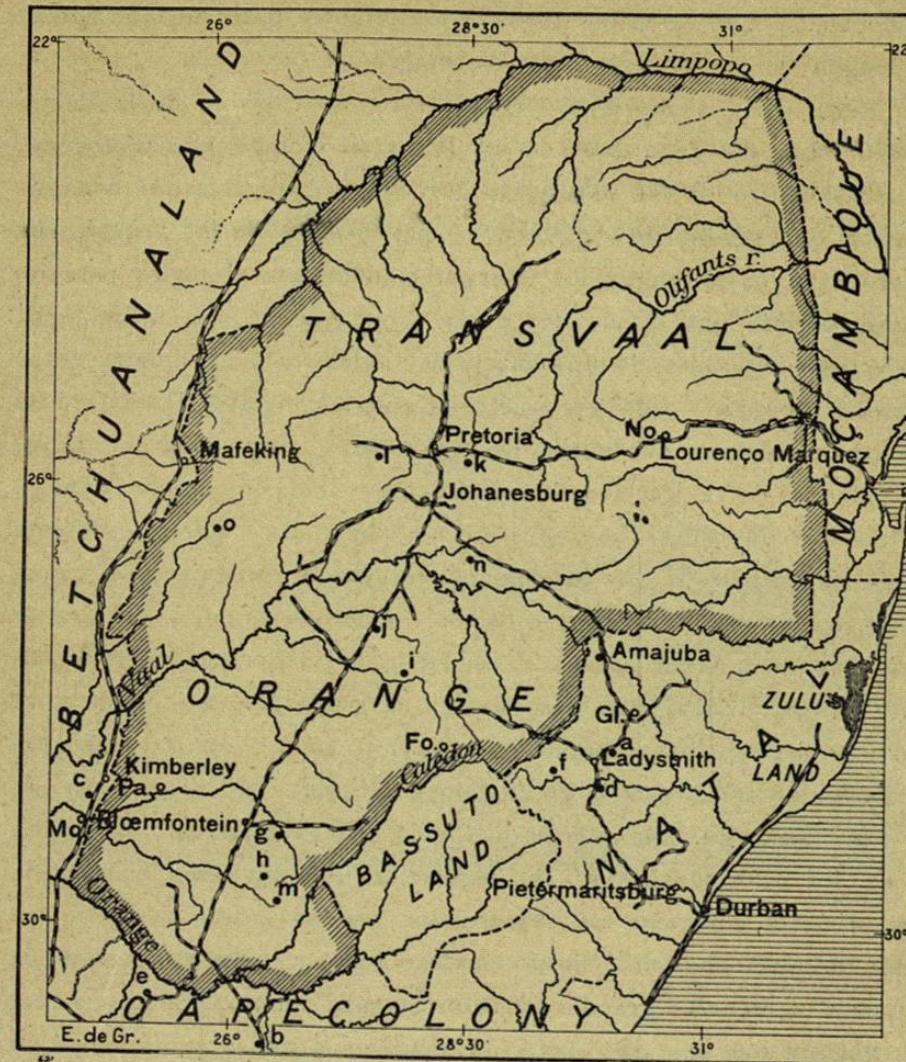 26° 28°30' 31°
22° 22
Limpopo
BETCHUANALAND
MOÇAMBQUE
Olifants r.
TRANSVAAL
Mafeking
Pretoria
No.
l
k
Lourenço Marquez
26°
Johanesburg
o
n
Amajuba
j
i
Vaal
ORANGE
ZULU
LAND
Gl.
a
Fo.
Calédon
Ladysmith
f
d
c
Kimberley
Pa.
Mo.
Blœmfontein
g
h
m
BASSUTO
LAND
NATAL
Pietermaritsburg
Durban
30° 30°
Orange
e
CAPE COLONY
E. de Gr.
26° b 28°30' 31°